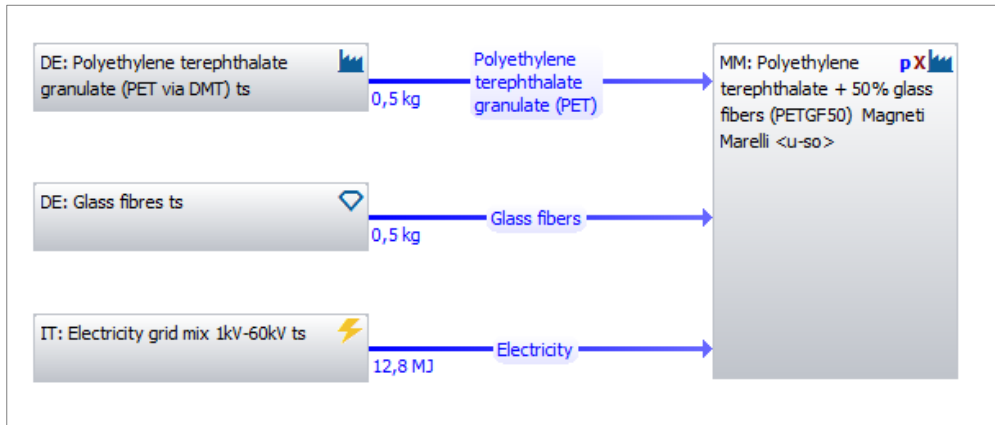 DE: Polyethylene terephthalate
granulate (PET via DMT) ts
0,5 kg
Polyethylene
terephthalate
granulate (PET)
MM: Polyethylene pX
terephthalate + 50% glass
fibers (PETGF50)  Magneti
Marelli <u-so>
DE: Glass fibres ts
0,5 kg
Glass fibers
IT: Electricity grid mix 1kV-60kV ts
12,8 MJ
Electricity